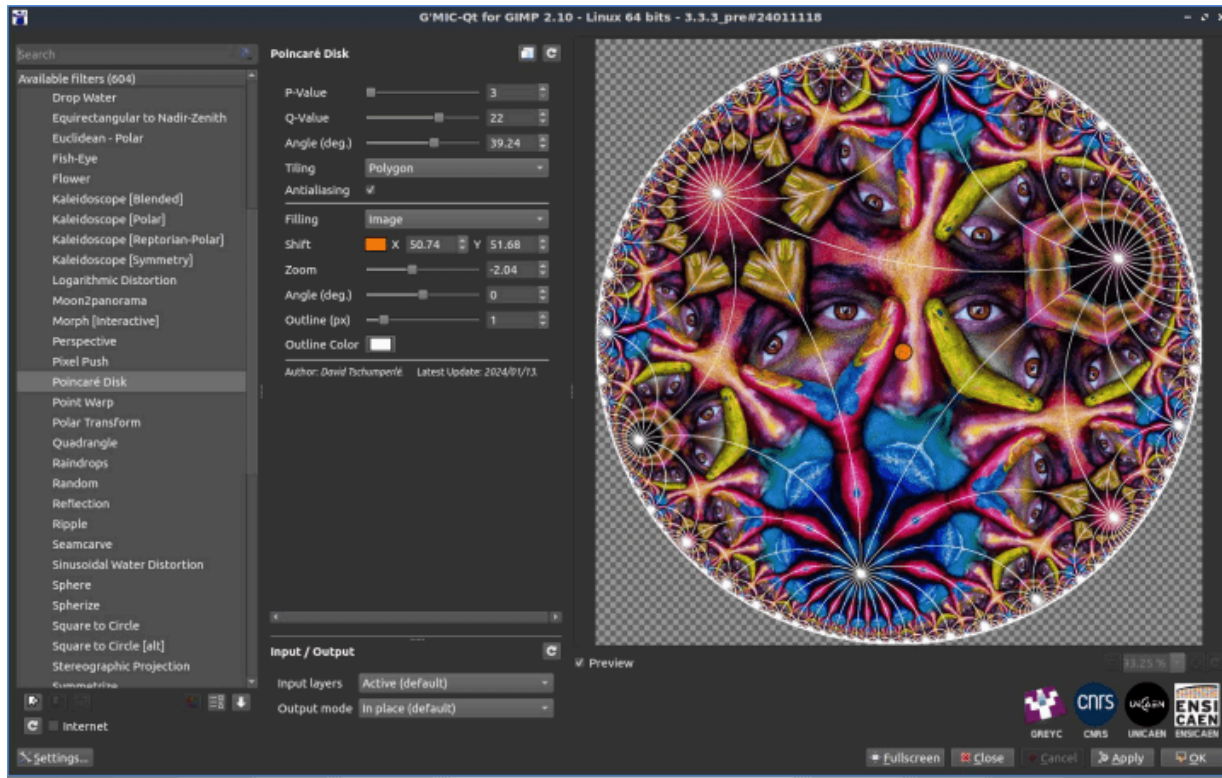 G'MIC-Qt for GIMP 2.10 - Linux 64 bits - 3.3.3_pre#24011118
Search
Available filters (604)
Drop Water
Equirectangular to Nadir-Zenith
Euclidean - Polar
Fish-Eye
Flower
Kaleidoscope [Blended]
Kaleidoscope [Polar]
Kaleidoscope [Reptorian-Polar]
Kaleidoscope [Symmetry]
Logarithmic Distortion
Moon2panorama
Morph [Interactive]
Perspective
Pixel Push
Poincaré Disk
Point Warp
Polar Transform
Quadrangle
Raindrops
Random
Reflection
Ripple
Seamcarve
Sinusoidal Water Distortion
Sphere
Spherize
Square to Circle
Square to Circle [alt]
Stereographic Projection
Symmetrize
Internet
Settings...
Poincaré Disk
P-Value 3
Q-Value 22
Angle (deg.) 39.24
Tiling Polygon
Antialiasing
Filling Image
Shift X 50.74 Y 51.68
Zoom -2.04
Angle (deg.) 0
Outline (px) 1
Outline Color
Author: David Tschumperlé. Latest Update: 2024/01/13.
Input / Output
Input layers Active (default)
Output mode In place (default)
Preview
GREYC CNRS UNICAEN ENSICAEN
Fullscreen Close Cancel Apply OK